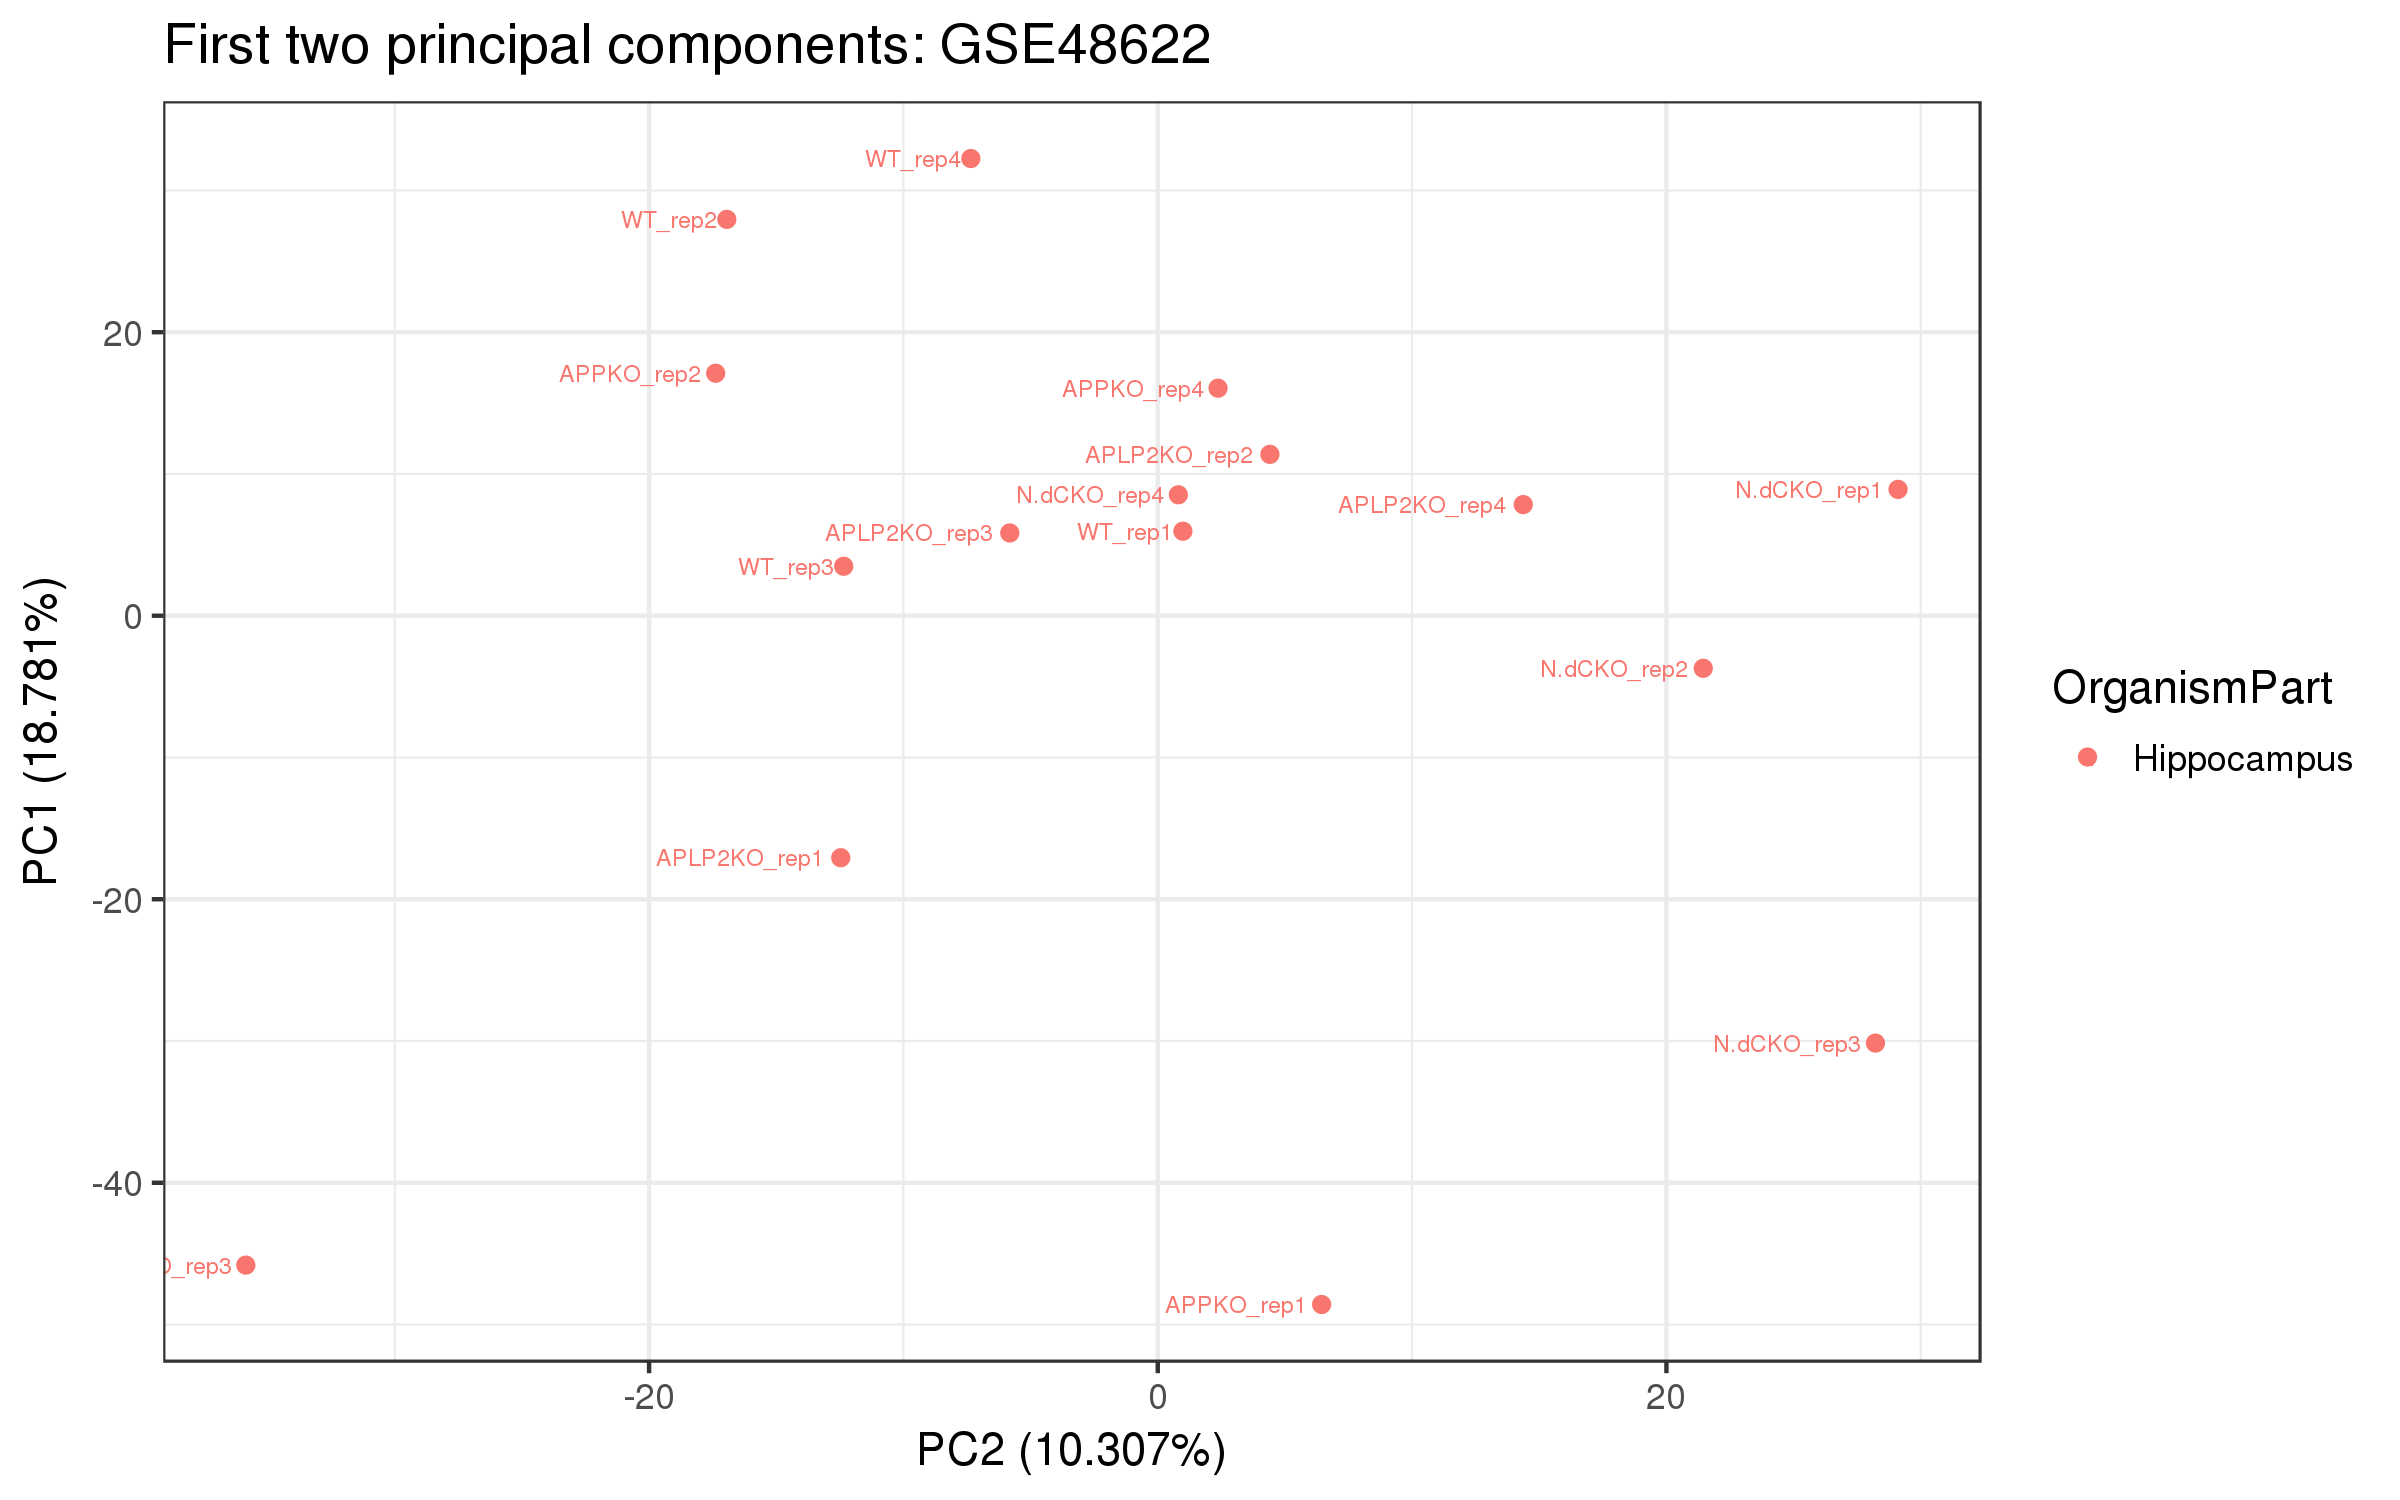 First two principal components: GSE48622
WT_rep4
WT_rep2
20
APPKO_rep2
APPKO_rep4
APLP2KO_rep2
N.dCKO_rep4
N.dCKO_rep1
APLP2KO_rep4
APLP2KO_rep3
WT_rep1
WT_rep3
0
PC1 (18.781%)
N.dCKO_rep2
OrganismPart
Hippocampus
APLP2KO_rep1
-20
N.dCKO_rep3
-40
_rep3
APPKO_rep1
-20
0
20
PC2 (10.307%)